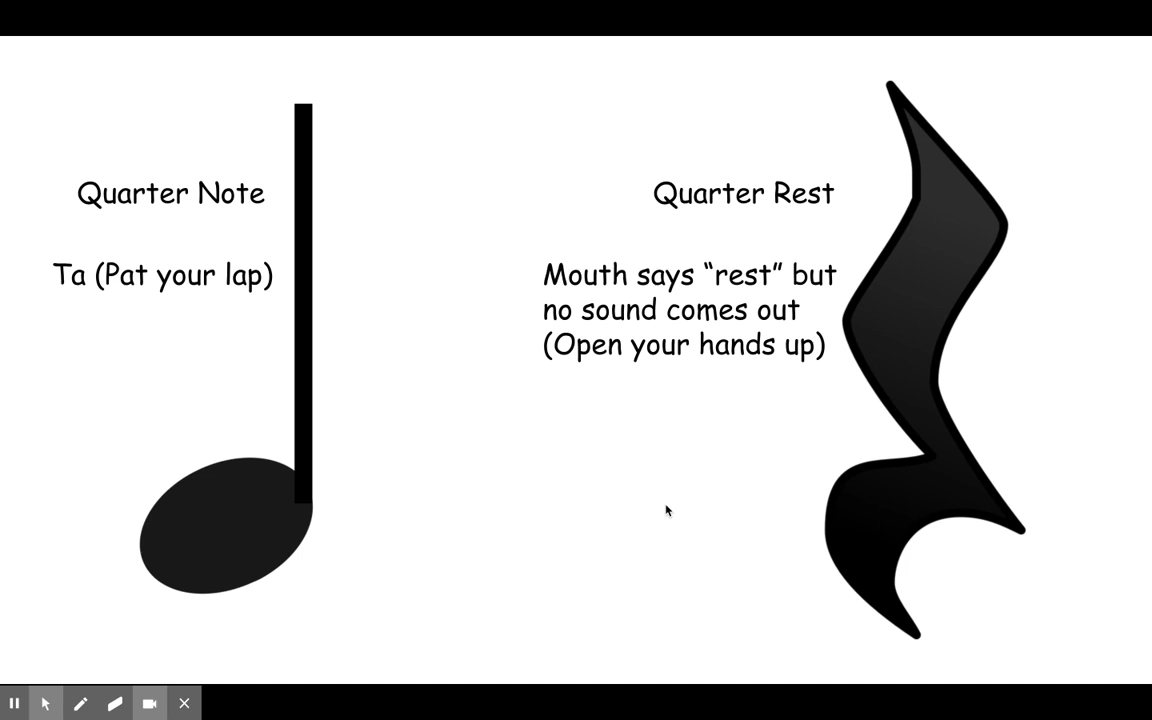 Quarter Note
Ta (Pat your lap)
Quarter Rest
Mouth says “rest” but
no sound comes out
(Open your hands up)